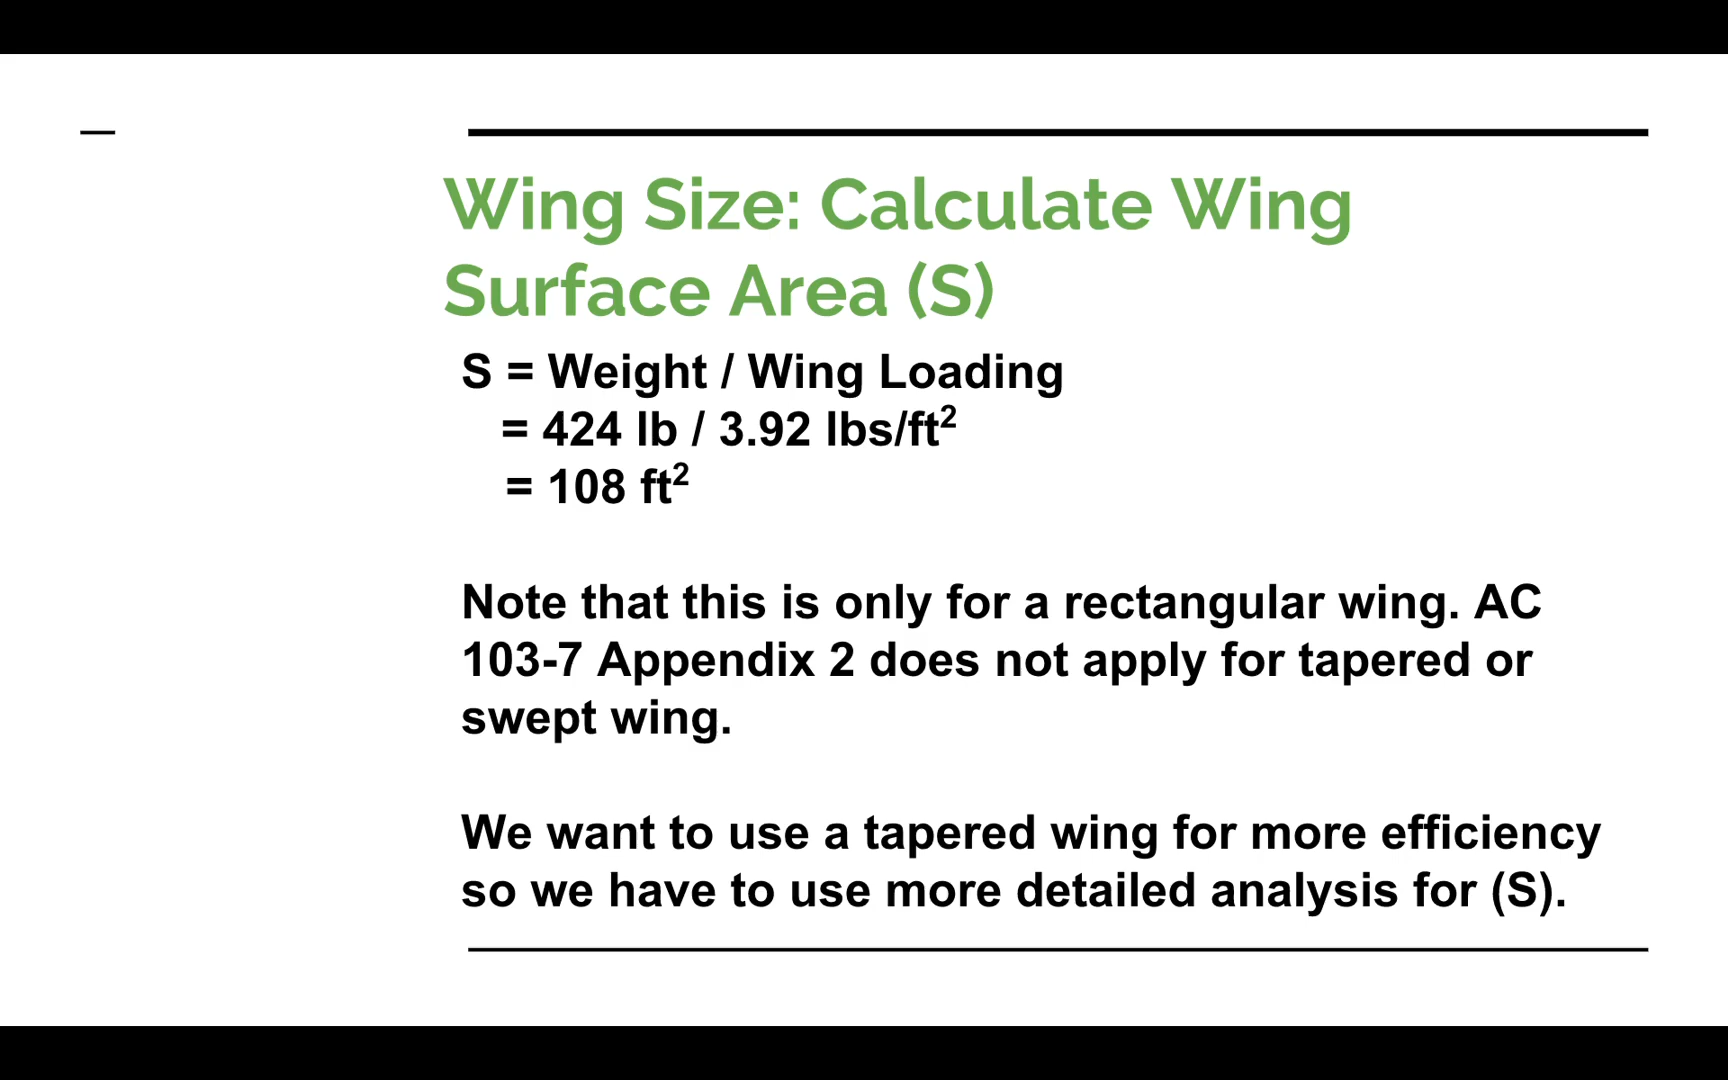 Wing Size: Calculate Wing
Surface Area (S)
S = Weight / Wing Loading
= 424 lb / 3.92 lbs/ft²
= 108 ft²
Note that this is only for a rectangular wing. AC
103-7 Appendix 2 does not apply for tapered or
swept wing.
We want to use a tapered wing for more efficiency
so we have to use more detailed analysis for (S).